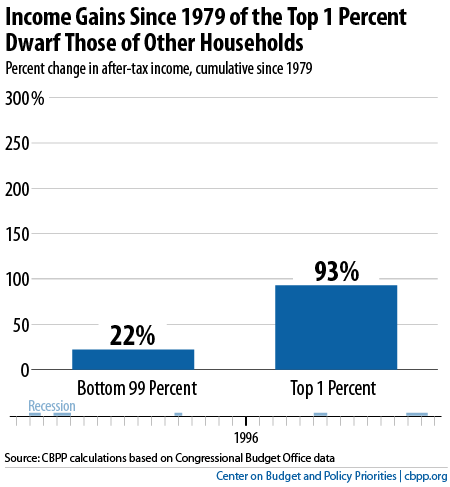 Income Gains Since 1979 of the Top 1 Percent
Dwarf Those of Other Households
Percent change in after-tax income, cumulative since 1979
300%
250
200
150
100
50
0
22%
93%
Bottom 99 Percent
Top 1 Percent
Recession
1996
Source: CBPP calculations based on Congressional Budget Office data
Center on Budget and Policy Priorities | cbpp.org